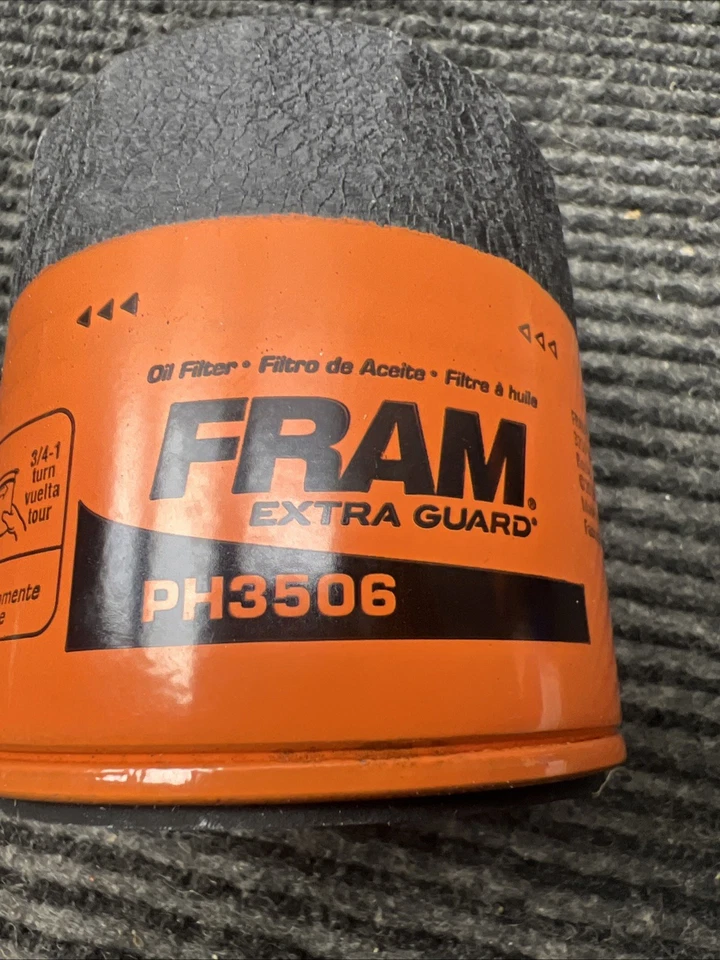 Oil Filter • Filtro de Aceite • Filtre à huile
FRAM®
EXTRA GUARD®
PH3506
3/4-1
turn
vuelta
tour